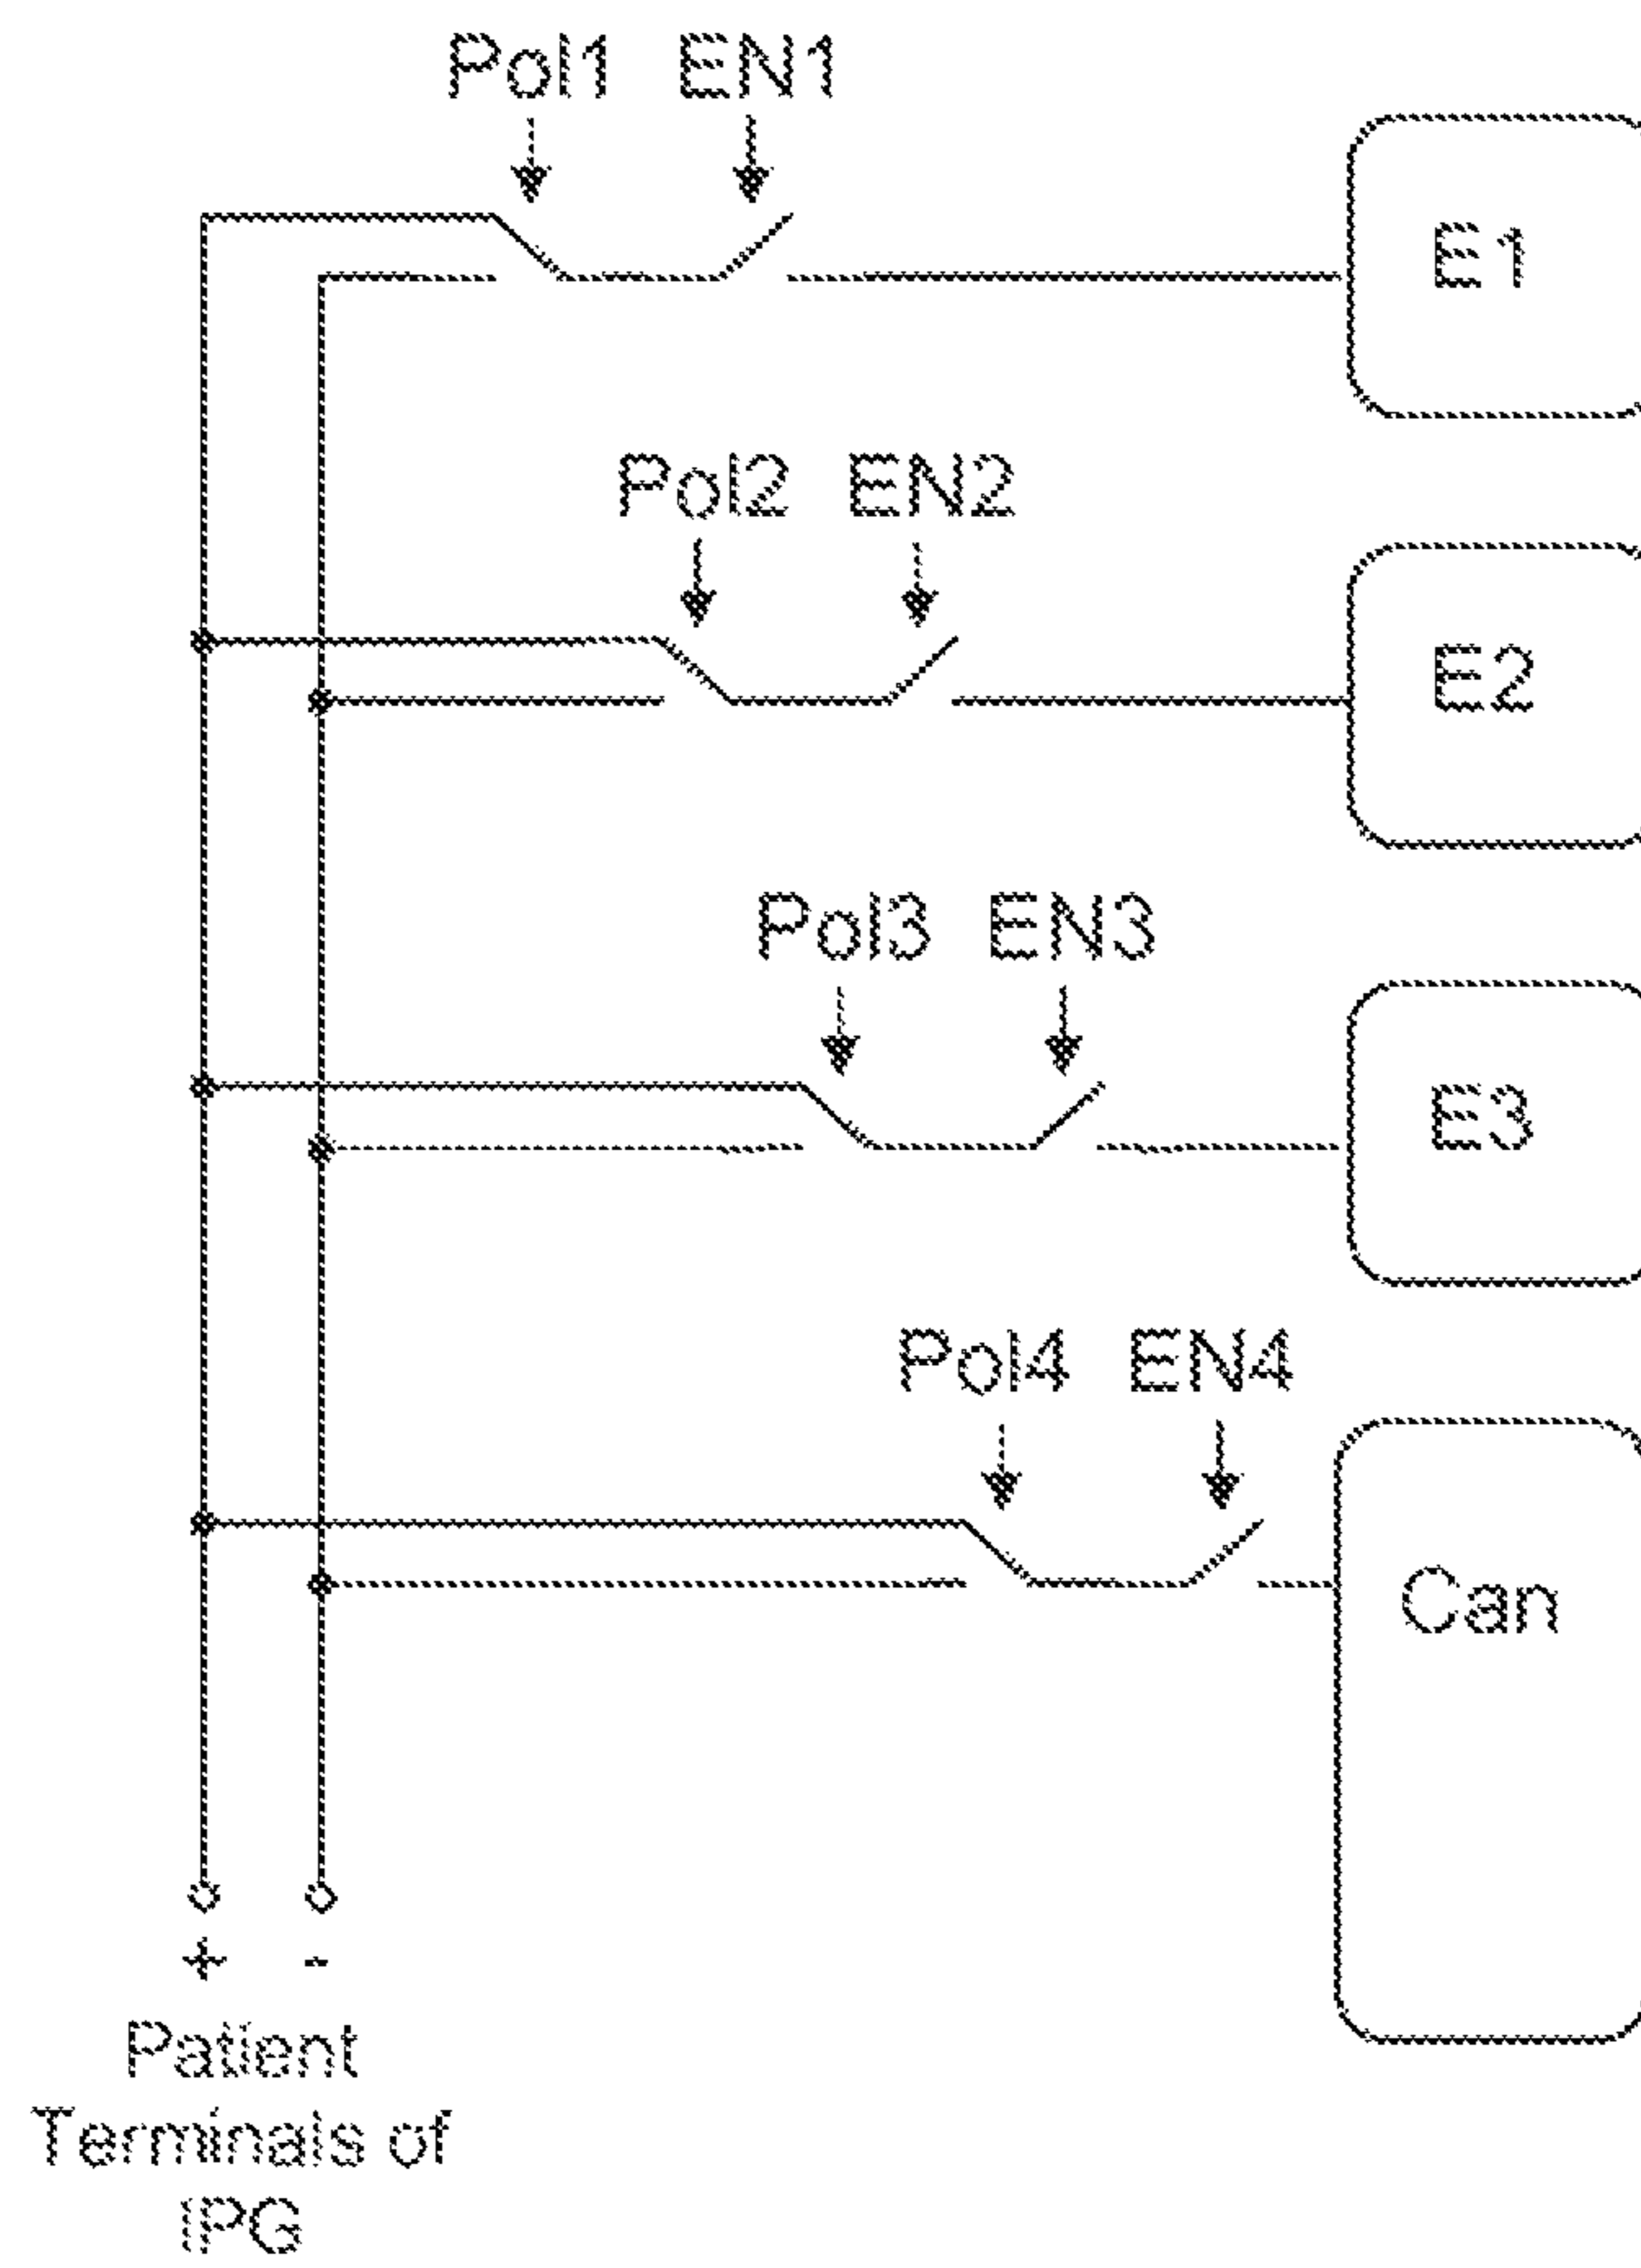 Pol1 EN1
E1
Pol2 EN2
E2
Pol3 EN3
E3
Pol4 EN4
Can
+ -
Patient
Terminals of
IPG